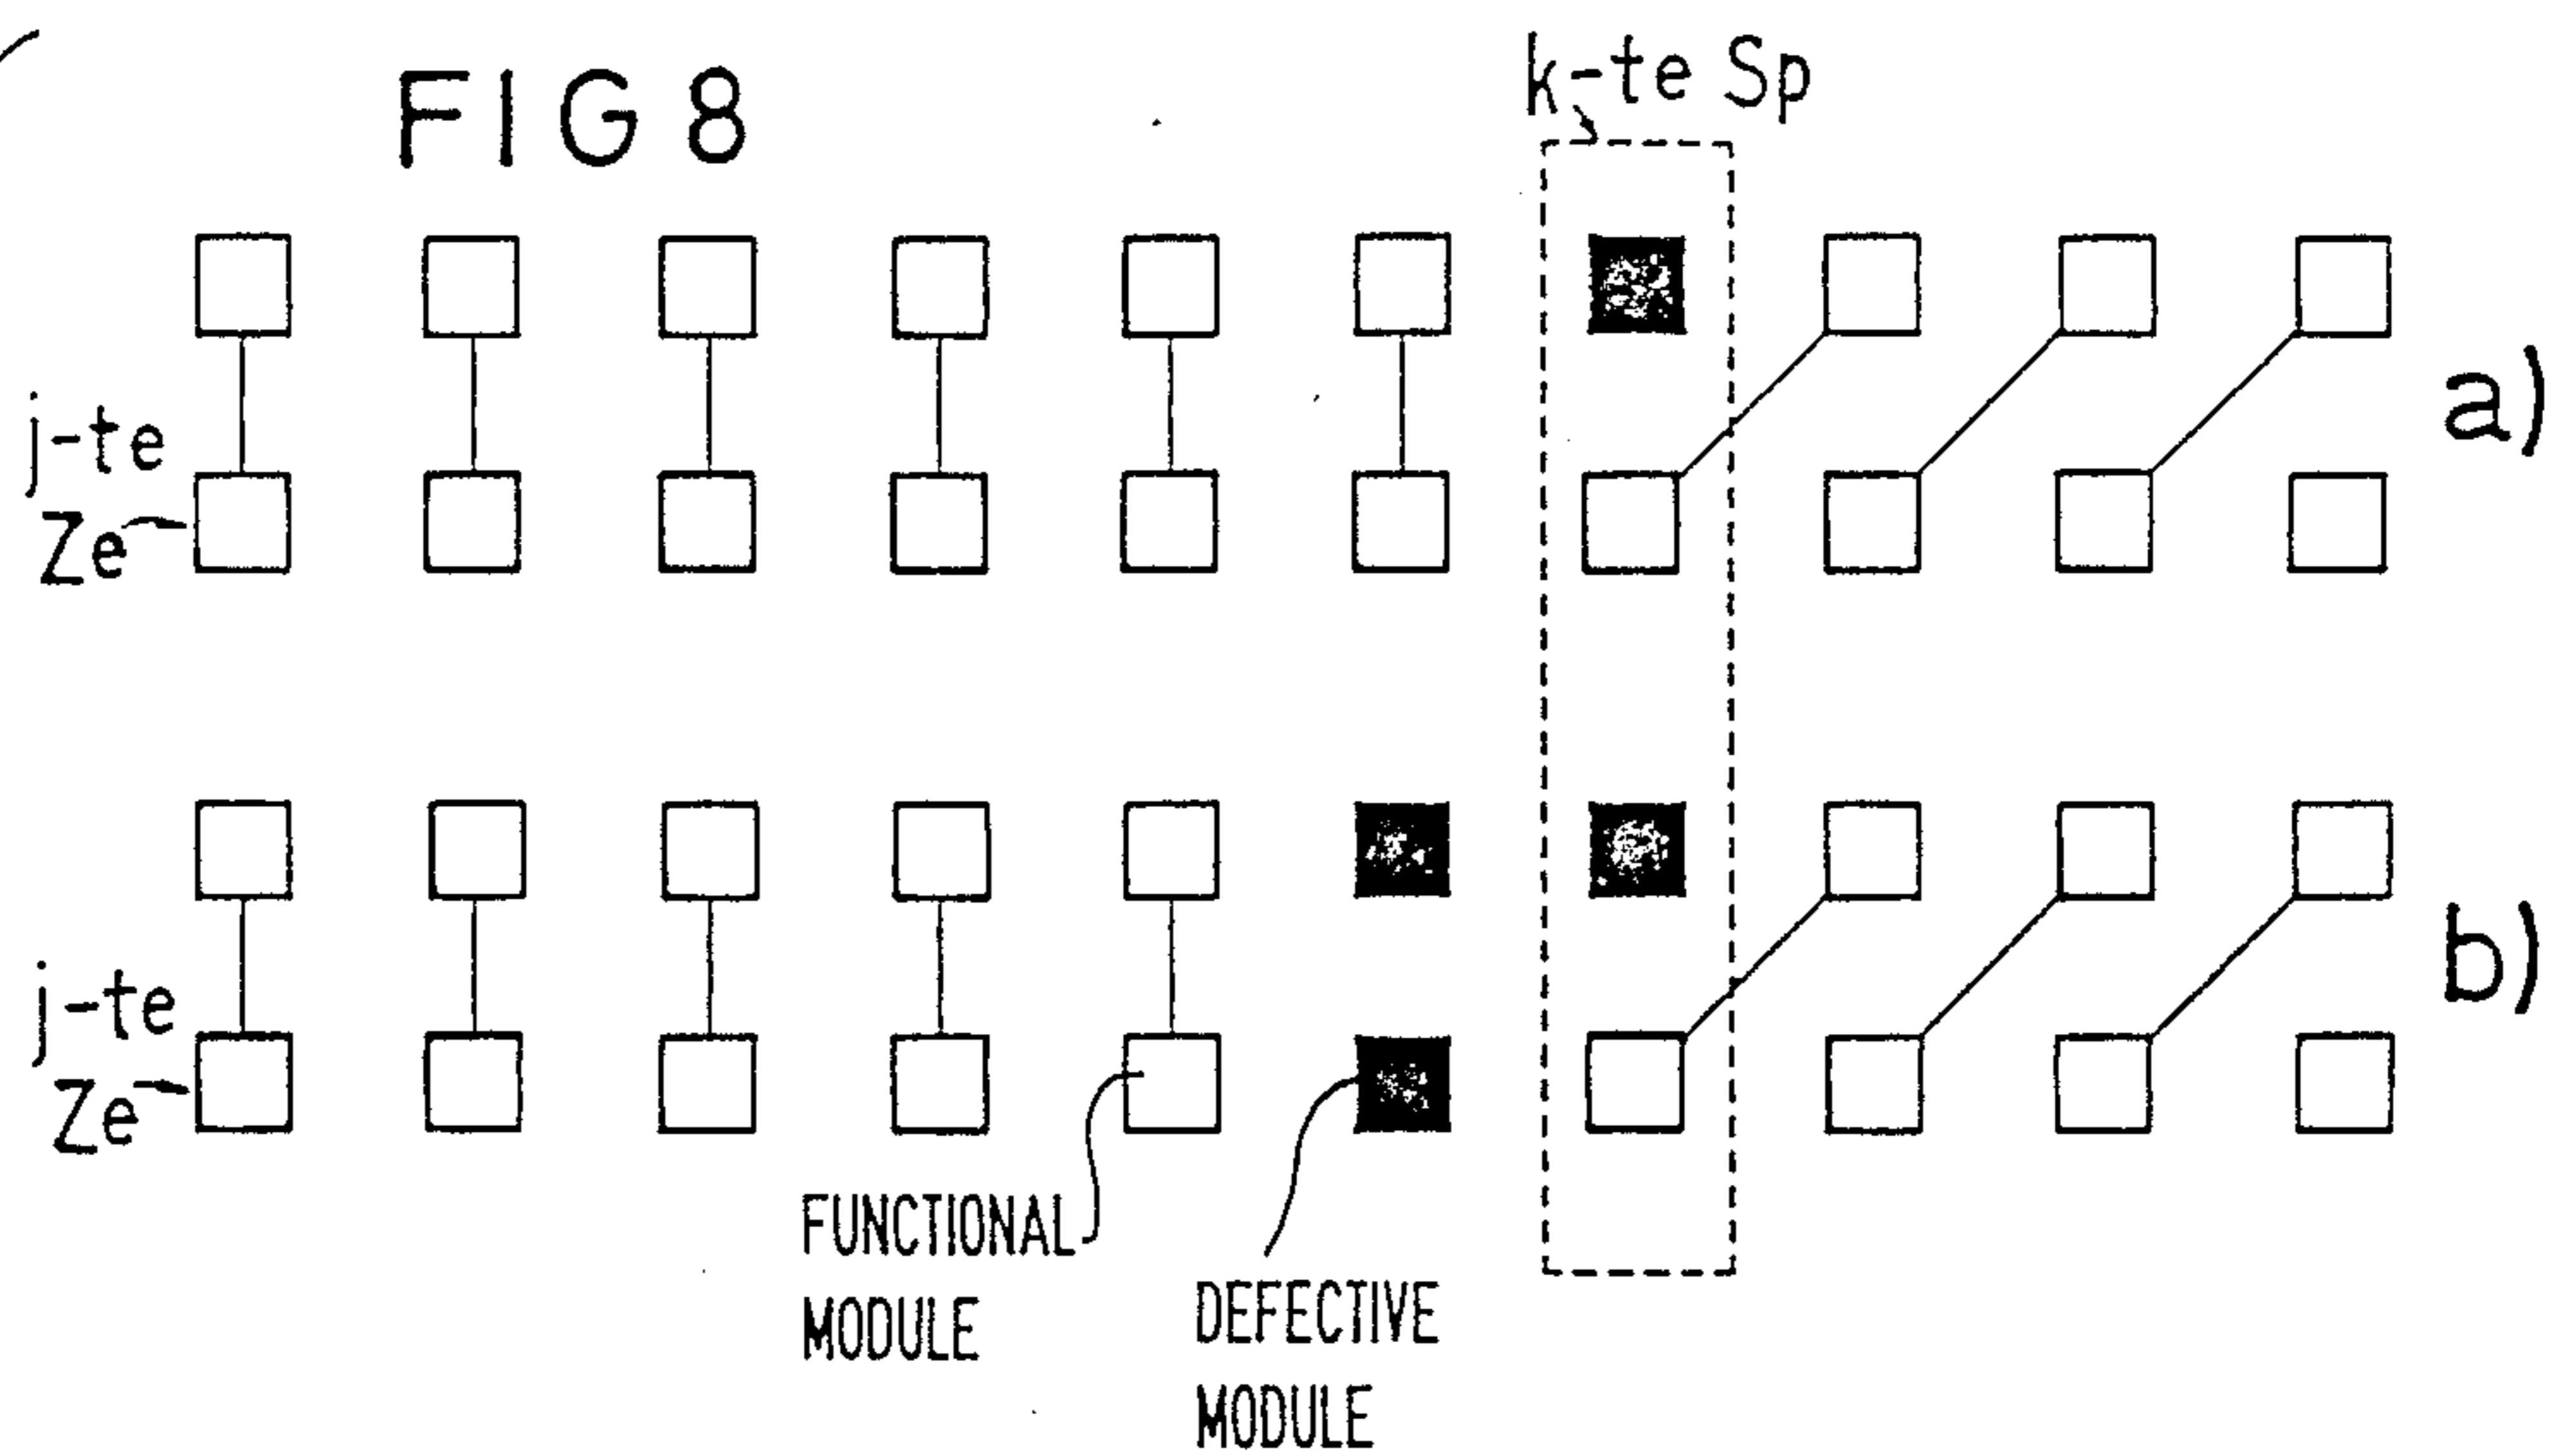 FIG 8
k-te Sp
j-te
Ze
a)
j-te
Ze
b)
FUNCTIONAL
MODULE
DEFECTIVE
MODULE